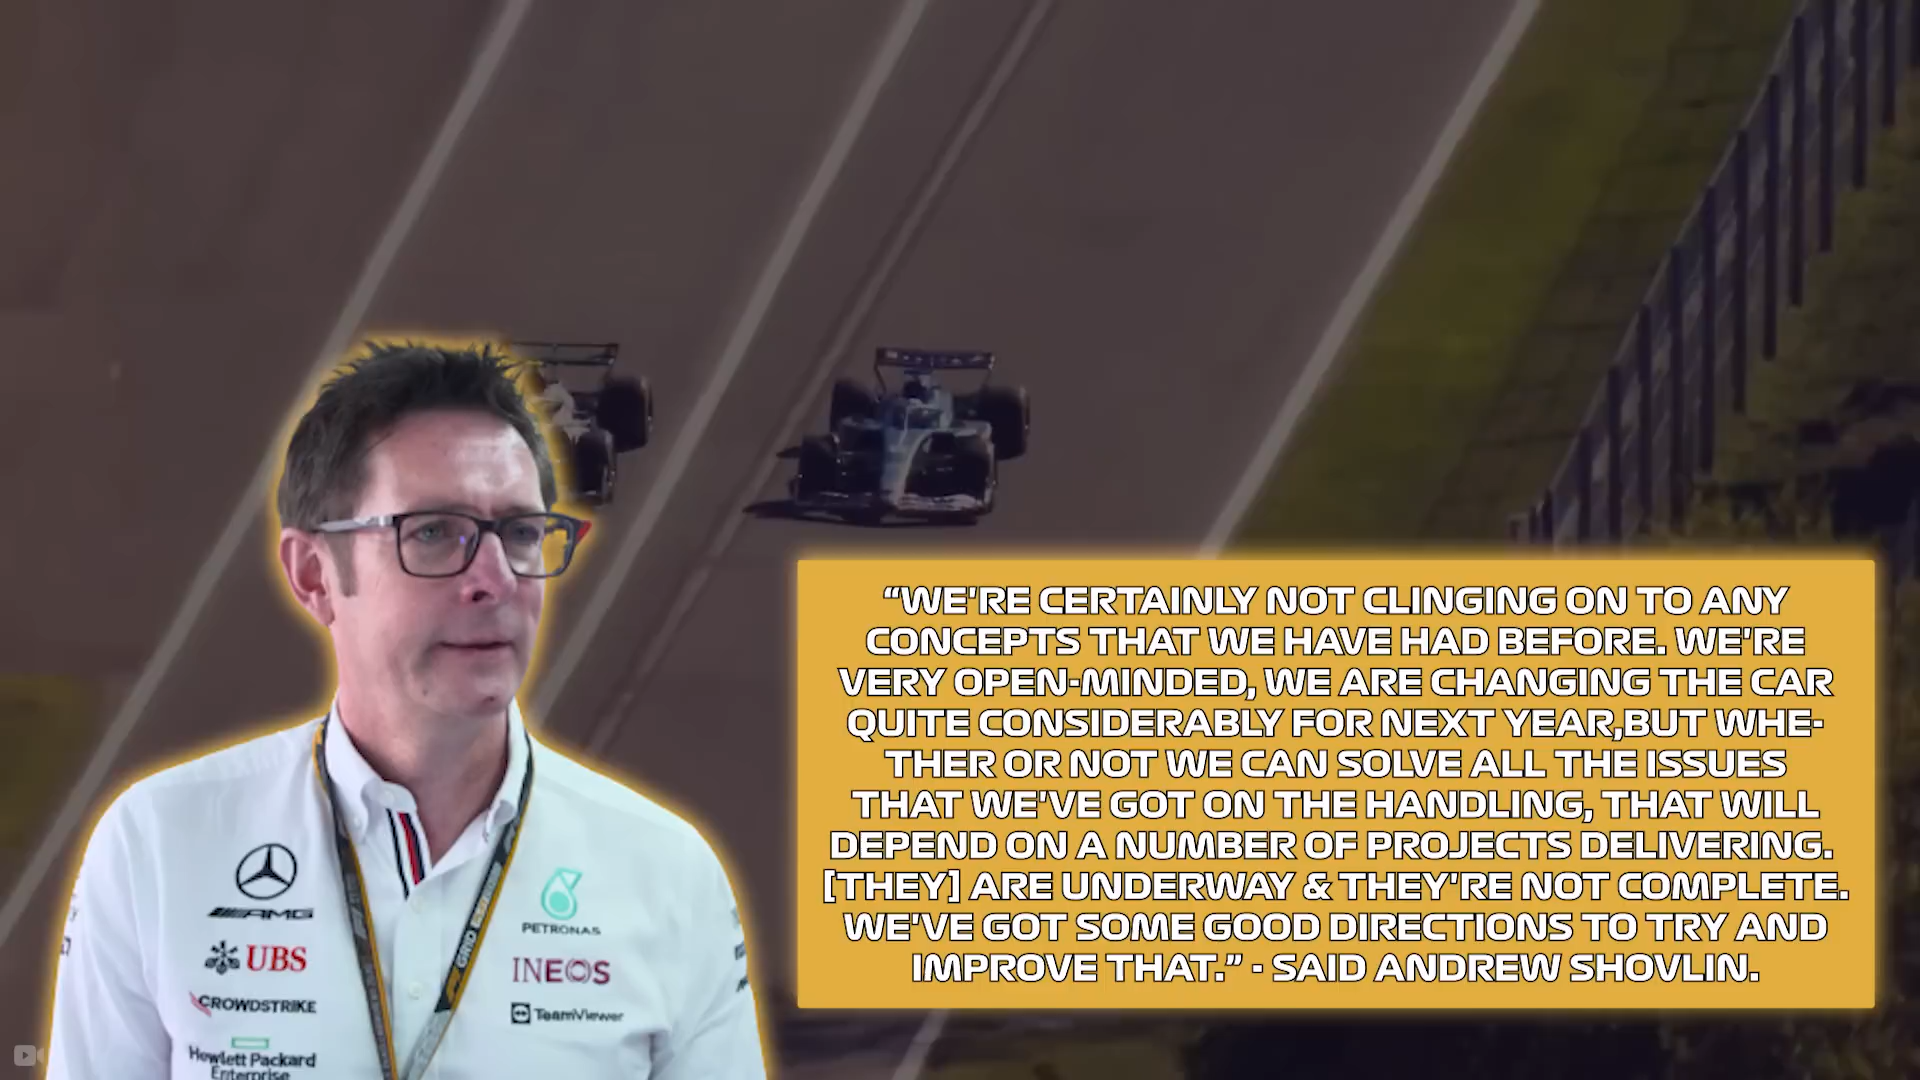 “WE'RE CERTAINLY NOT CLINGING ON TO ANY
CONCEPTS THAT WE HAVE HAD BEFORE. WE'RE
VERY OPEN-MINDED, WE ARE CHANGING THE CAR
QUITE CONSIDERABLY FOR NEXT YEAR,BUT WHE-
THER OR NOT WE CAN SOLVE ALL THE ISSUES
THAT WE'VE GOT ON THE HANDLING, THAT WILL
DEPEND ON A NUMBER OF PROJECTS DELIVERING.
[THEY] ARE UNDERWAY & THEY'RE NOT COMPLETE.
WE'VE GOT SOME GOOD DIRECTIONS TO TRY AND
IMPROVE THAT.” - SAID ANDREW SHOVLIN.
AMG
UBS
CROWDSTRIKE
Hewlett Packard
Enterprise
PETRONAS
INEOS
TeamViewer